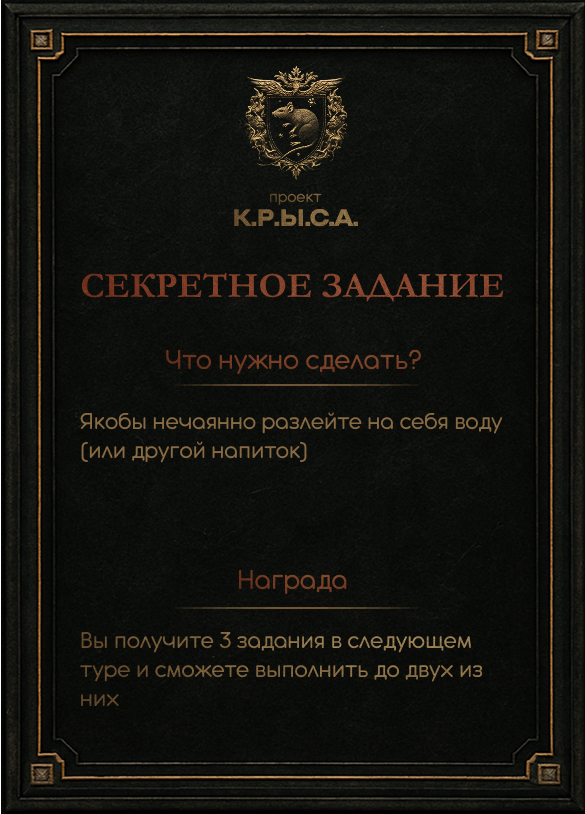 проект
К.Р.Ы.С.А.
СЕКРЕТНОЕ ЗАДАНИЕ
Что нужно сделать?
Якобы нечаянно разлейте на себя воду
(или другой напиток)
Награда
Вы получите 3 задания в следующем
туре и сможете выполнить до двух из
них